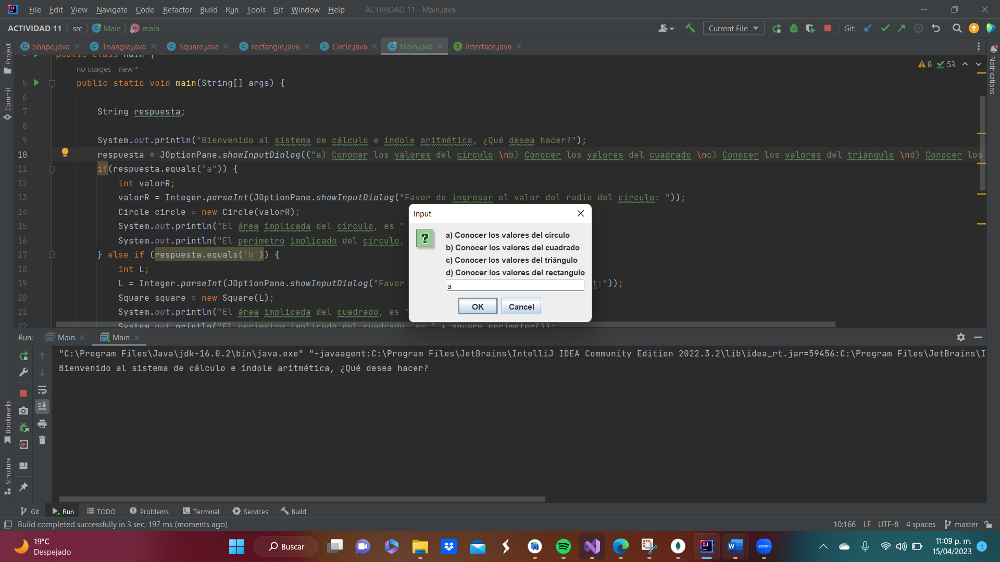 File Edit View Navigate Code Refactor Build Run Tools Git Window Help ACTIVIDAD 11 - Main.java
ACTIVIDAD 11 src Main main Current File Git:
Shape.java Triangle.java Square.java rectangle.java Circle.java Main.java Interface.java
Project
Commit
Bookmarks
Structure
Notifications
8 53
4 public class Main {
no usages new *
5 public static void main(String[] args) {
6
7 String respuesta;
8
9 System.out.println("Bienvenido al sistema de cálculo e índole aritmética, ¿Qué desea hacer?");
10 respuesta = JOptionPane.showInputDialog(("a) Conocer los valores del círculo \nb) Conocer los valores del cuadrado \nc) Conocer los valores del triángulo \nd) Conocer los
11 if(respuesta.equals("a")) {
12 int valorR;
13 valorR = Integer.parseInt(JOptionPane.showInputDialog("Favor de ingresar el valor del radio del circulo: "));
14 Circle circle = new Circle(valorR);
15 System.out.println("El área implicada del círculo, es "
16 System.out.println("El perímetro implicado del círculo,
17 } else if (respuesta.equals('b')) {
18 int L;
19 L = Integer.parseInt(JOptionPane.showInputDialog("Favor t:"));
20 Square square = new Square(L);
21 System.out.println("El área implicada del cuadrado, es "
22 System.out.println("El perímetro implicado del cuadrado, es " + square.perimeter());
Input
a) Conocer los valores del círculo
b) Conocer los valores del cuadrado
c) Conocer los valores del triángulo
d) Conocer los valores del rectangulo
a
OK Cancel
Run: Main Main
"C:\Program Files\Java\jdk-16.0.2\bin\java.exe" "-javaagent:C:\Program Files\JetBrains\IntelliJ IDEA Community Edition 2022.3.2\lib\idea_rt.jar=59456:C:\Program Files\JetBrains\I
Bienvenido al sistema de cálculo e índole aritmética, ¿Qué desea hacer?
Git Run TODO Problems Terminal Services Build
Build completed successfully in 3 sec, 197 ms (moments ago) 10:166 LF UTF-8 4 spaces master
19°C
Despejado
Buscar
zoom
11:09 p. m.
15/04/2023
1